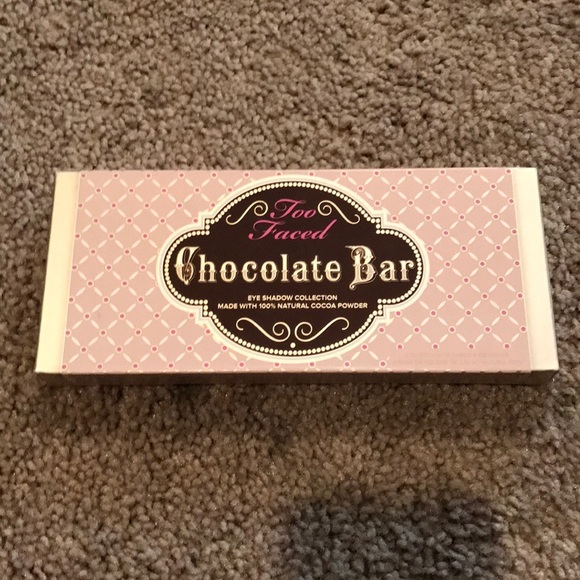 Too
Faced
Chocolate Bar
EYE SHADOW COLLECTION
MADE WITH 100% NATURAL COCOA POWDER